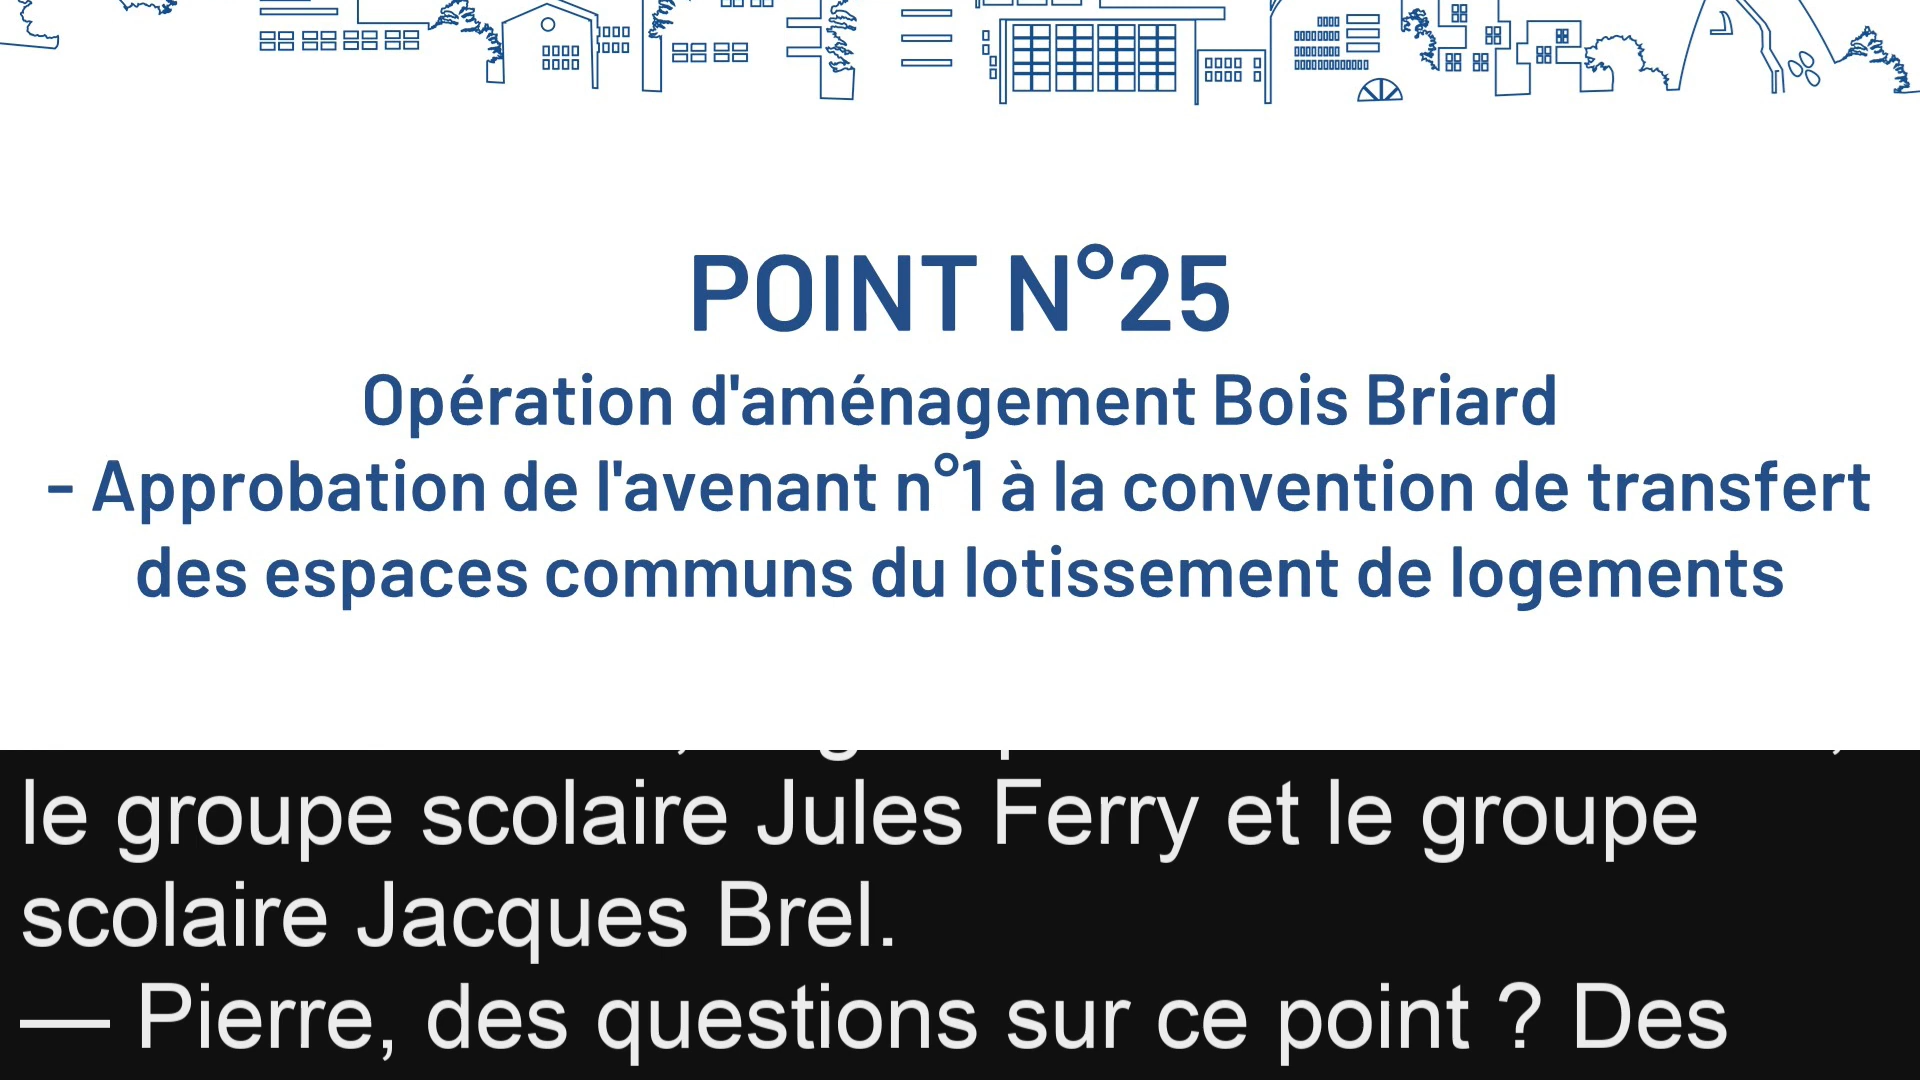 POINT N°25
Opération d'aménagement Bois Briard
- Approbation de l'avenant n°1 à la convention de transfert
des espaces communs du lotissement de logements
le groupe scolaire Jules Ferry et le groupe
scolaire Jacques Brel.
— Pierre, des questions sur ce point ? Des